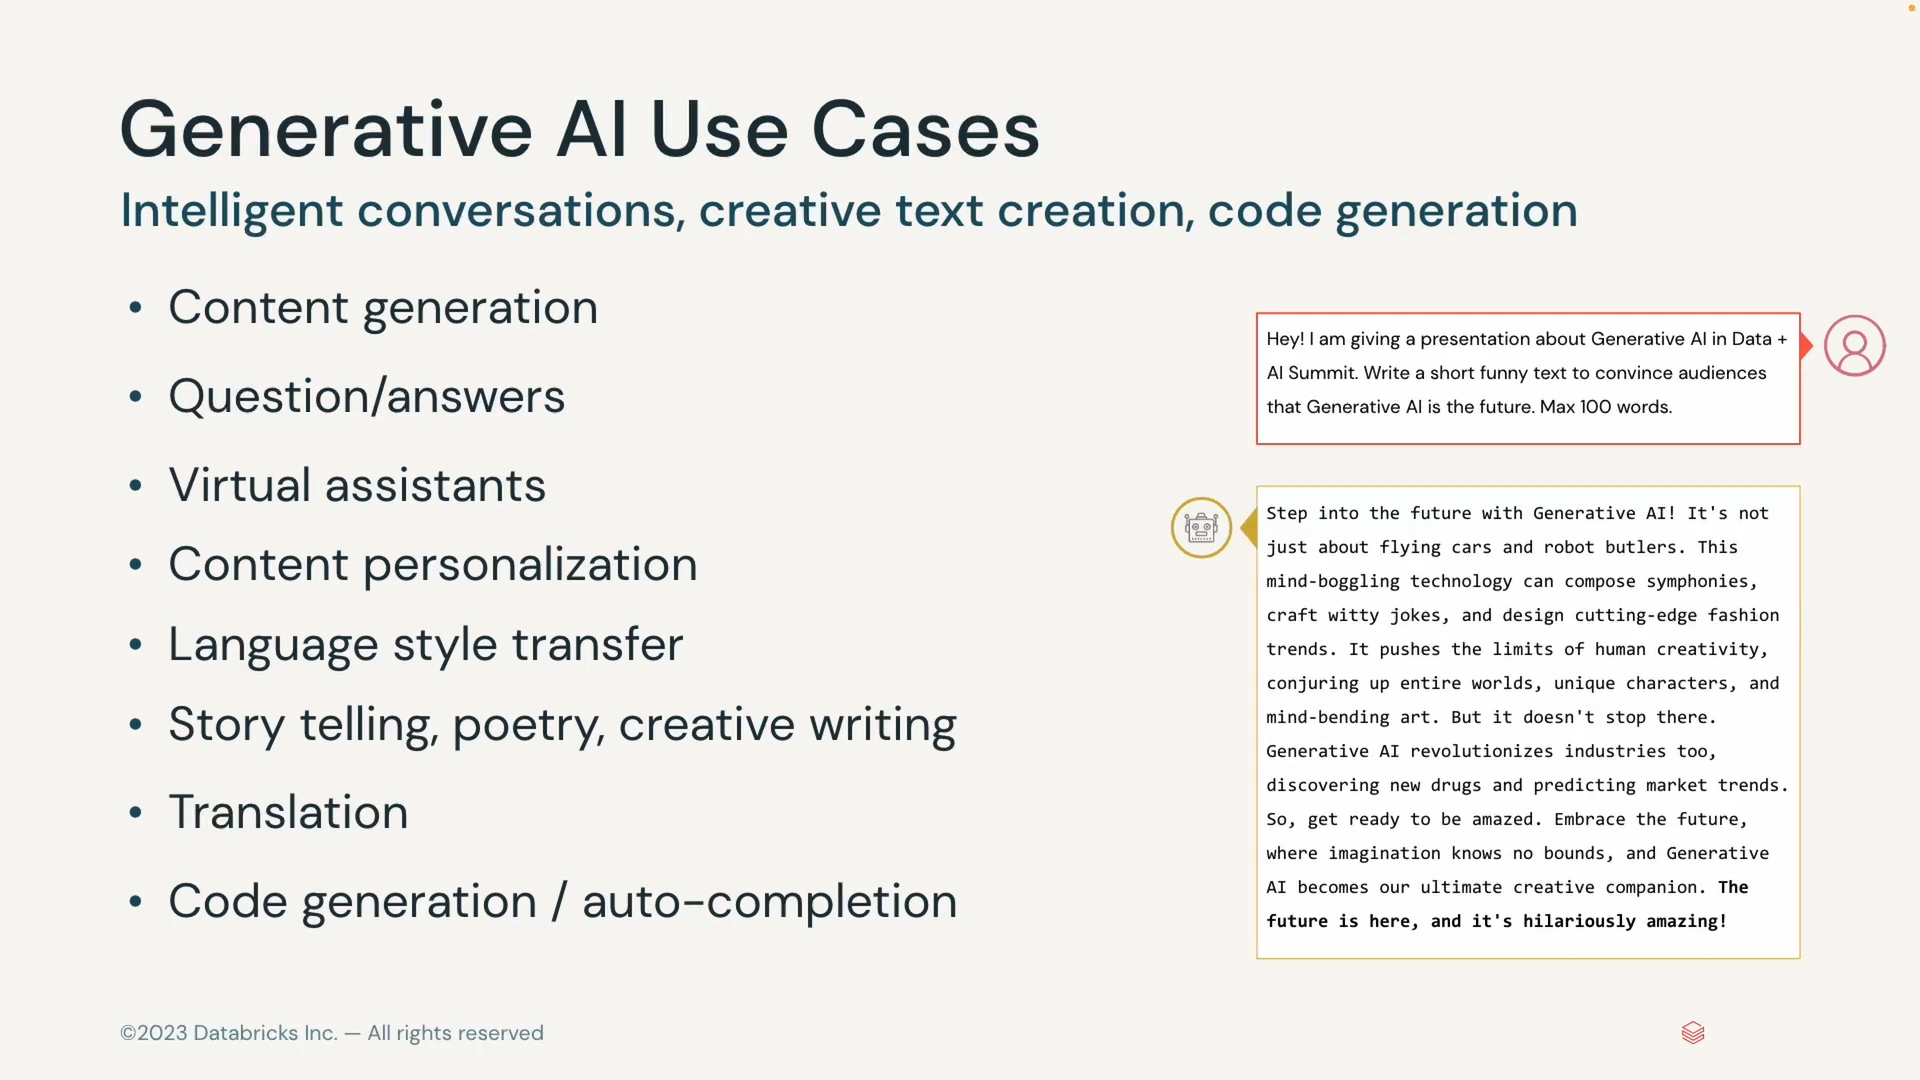 Generative AI Use Cases
Intelligent conversations, creative text creation, code generation
• Content generation
• Question/answers
• Virtual assistants
• Content personalization
• Language style transfer
• Story telling, poetry, creative writing
• Translation
• Code generation / auto-completion
Hey! I am giving a presentation about Generative AI in Data +
AI Summit. Write a short funny text to convince audiences
that Generative AI is the future. Max 100 words.
Step into the future with Generative AI! It's not
just about flying cars and robot butlers. This
mind-boggling technology can compose symphonies,
craft witty jokes, and design cutting-edge fashion
trends. It pushes the limits of human creativity,
conjuring up entire worlds, unique characters, and
mind-bending art. But it doesn't stop there.
Generative AI revolutionizes industries too,
discovering new drugs and predicting market trends.
So, get ready to be amazed. Embrace the future,
where imagination knows no bounds, and Generative
AI becomes our ultimate creative companion. The
future is here, and it's hilariously amazing!
©2023 Databricks Inc. — All rights reserved